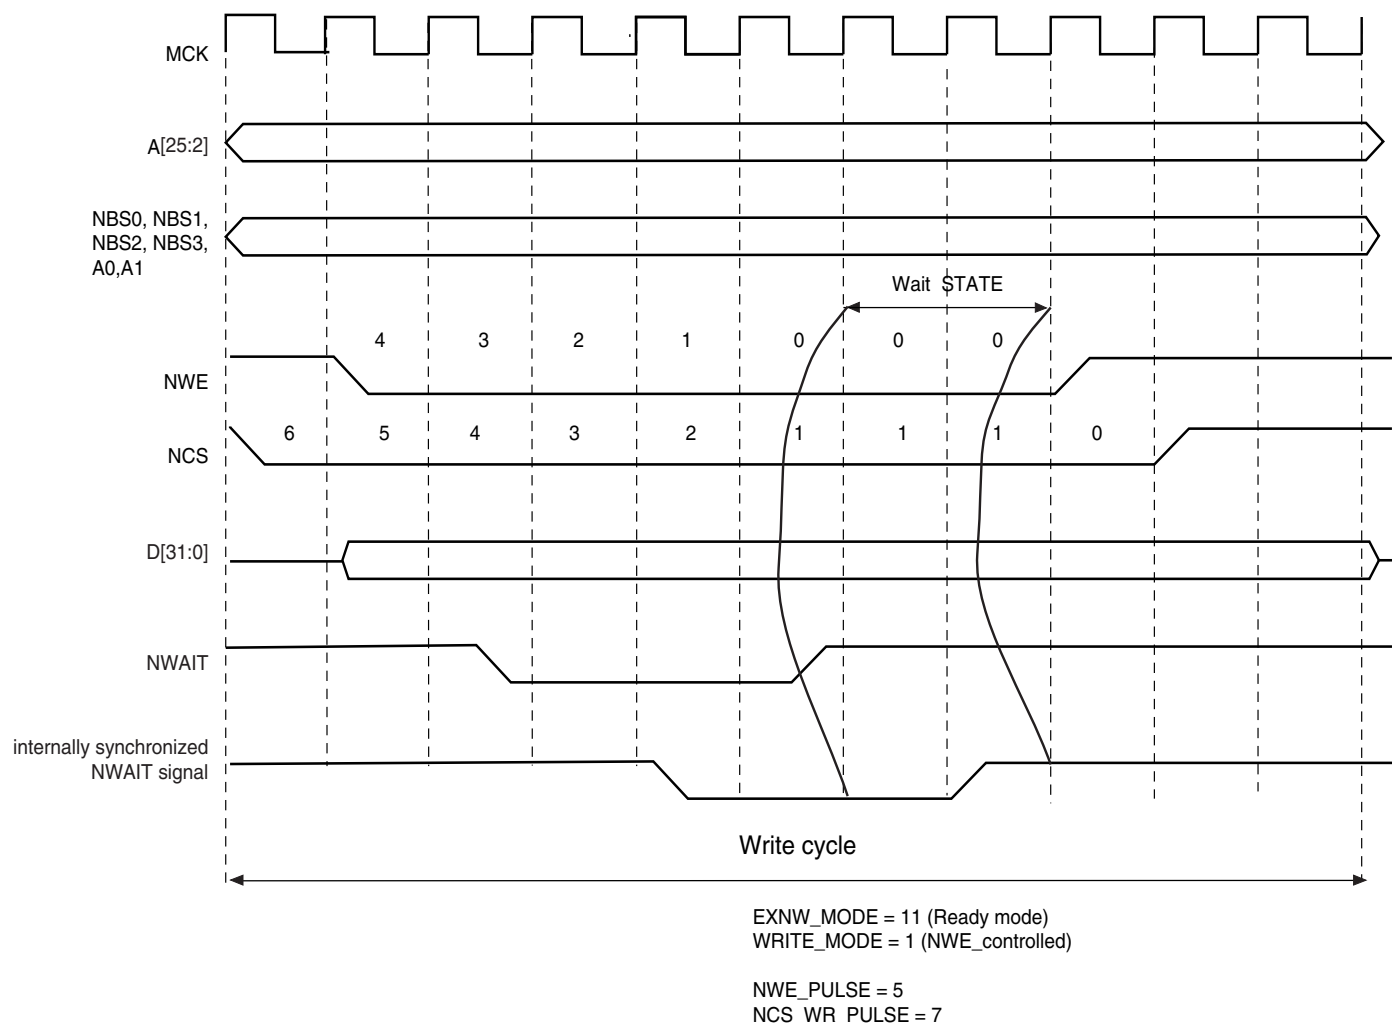 MCK
A[25:2]
NBS0, NBS1,
NBS2, NBS3,
A0,A1
Wait STATE
4 3 2 1 0 0 0
NWE
6 5 4 3 2 1 1 1 0
NCS
D[31:0]
NWAIT
internally synchronized
NWAIT signal
Write cycle
EXNW_MODE = 11 (Ready mode)
WRITE_MODE = 1 (NWE_controlled)
NWE_PULSE = 5
NCS_WR_PULSE = 7